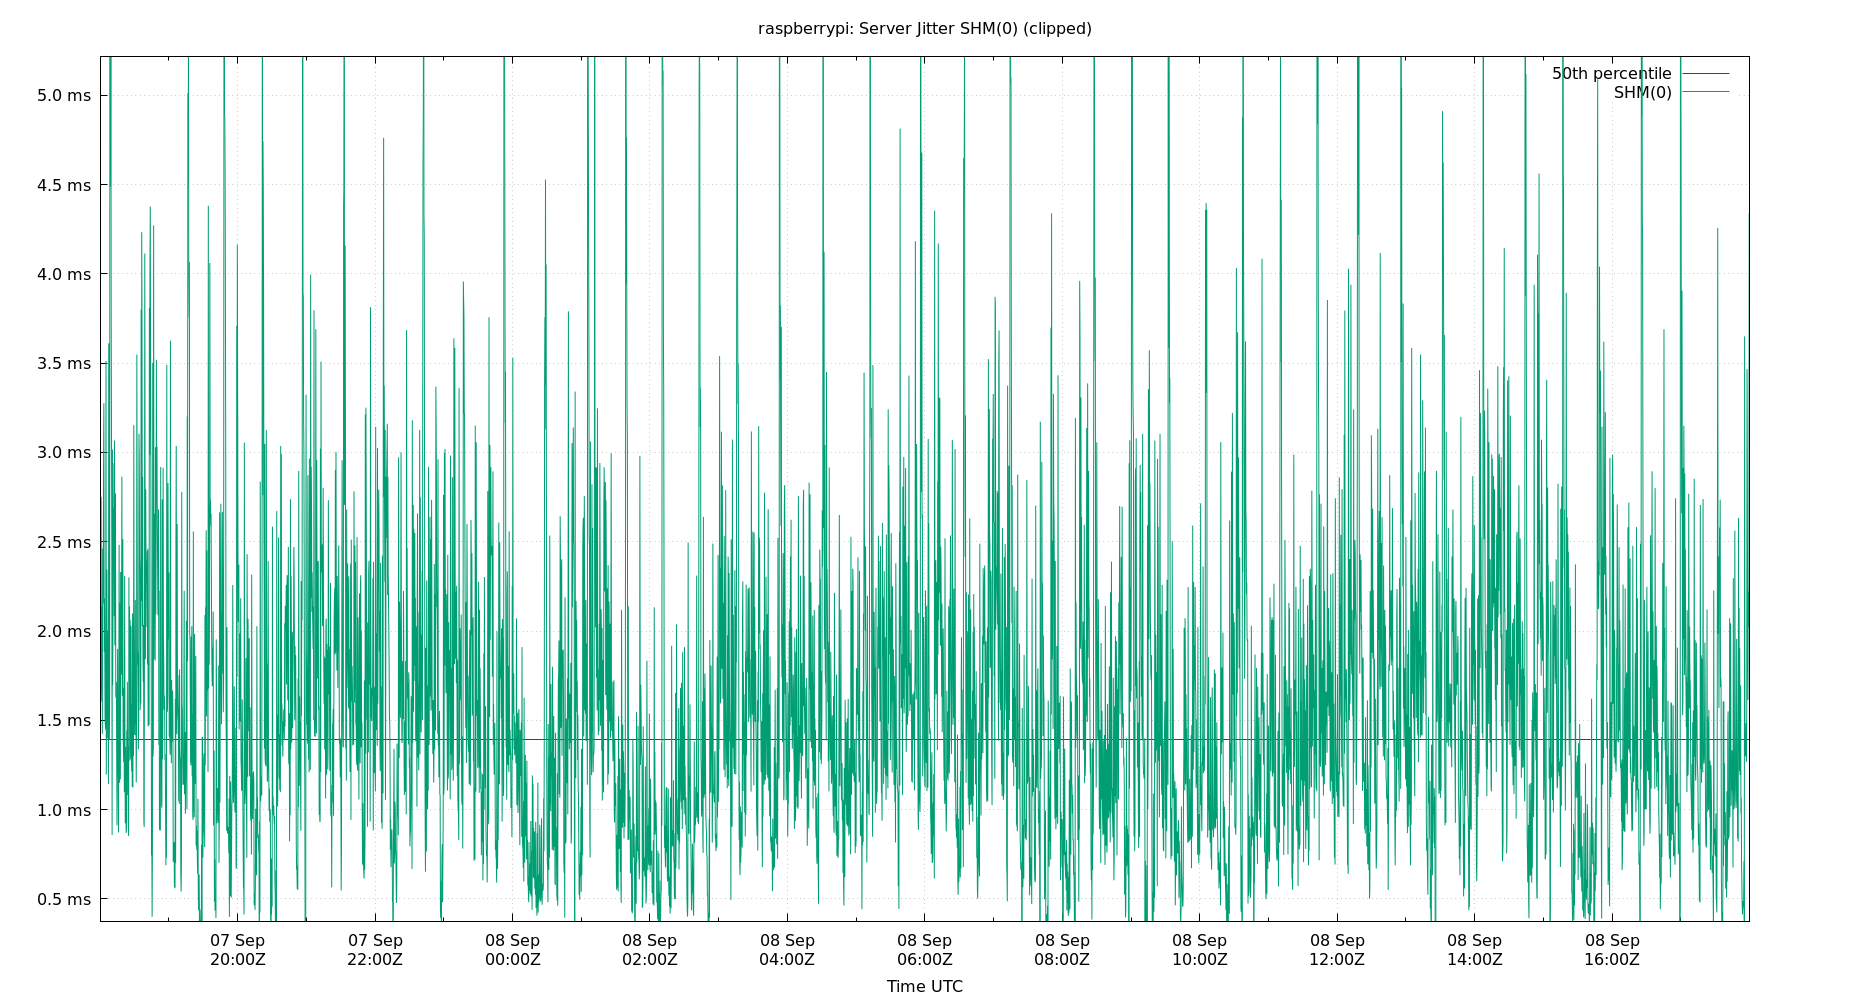 raspberrypi: Server Jitter SHM(0) (clipped)
50th percentile
SHM(0)
5.0 ms
4.5 ms
4.0 ms
3.5 ms
3.0 ms
2.5 ms
2.0 ms
1.5 ms
1.0 ms
0.5 ms
07 Sep 07 Sep 08 Sep 08 Sep 08 Sep 08 Sep 08 Sep 08 Sep 08 Sep 08 Sep 08 Sep
20:00Z 22:00Z 00:00Z 02:00Z 04:00Z 06:00Z 08:00Z 10:00Z 12:00Z 14:00Z 16:00Z
Time UTC